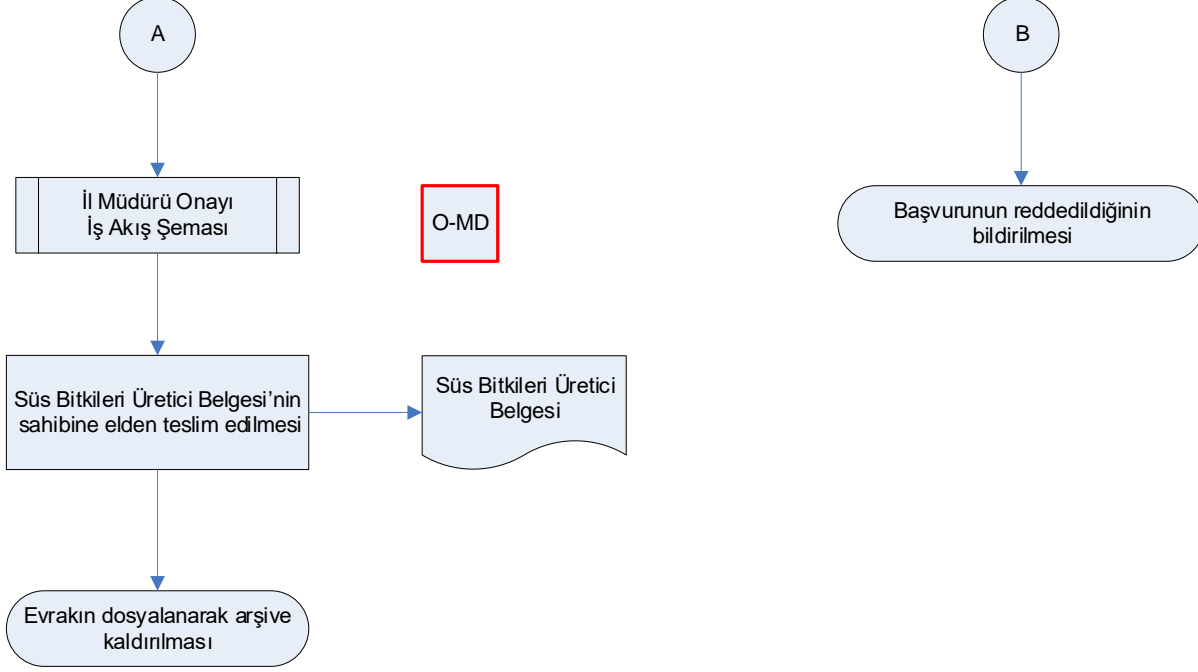 A
B
İl Müdürü Onayı
İş Akış Şeması
O-MD
Başvurunun reddedildiğinin
bildirilmesi
Süs Bitkileri Üretici Belgesi’nin
sahibine elden teslim edilmesi
Süs Bitkileri Üretici
Belgesi
Evrakın dosyalanarak arşive
kaldırılması